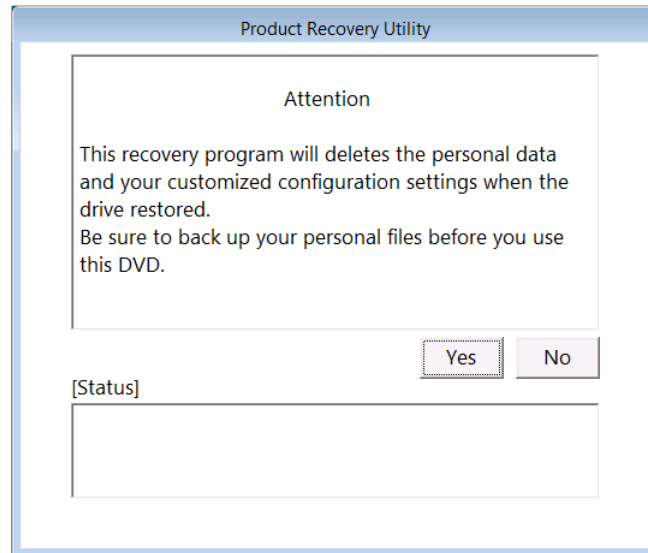 Product Recovery Utility
Attention
This recovery program will deletes the personal data
and your customized configuration settings when the
drive restored.
Be sure to back up your personal files before you use
this DVD.
Yes No
[Status]